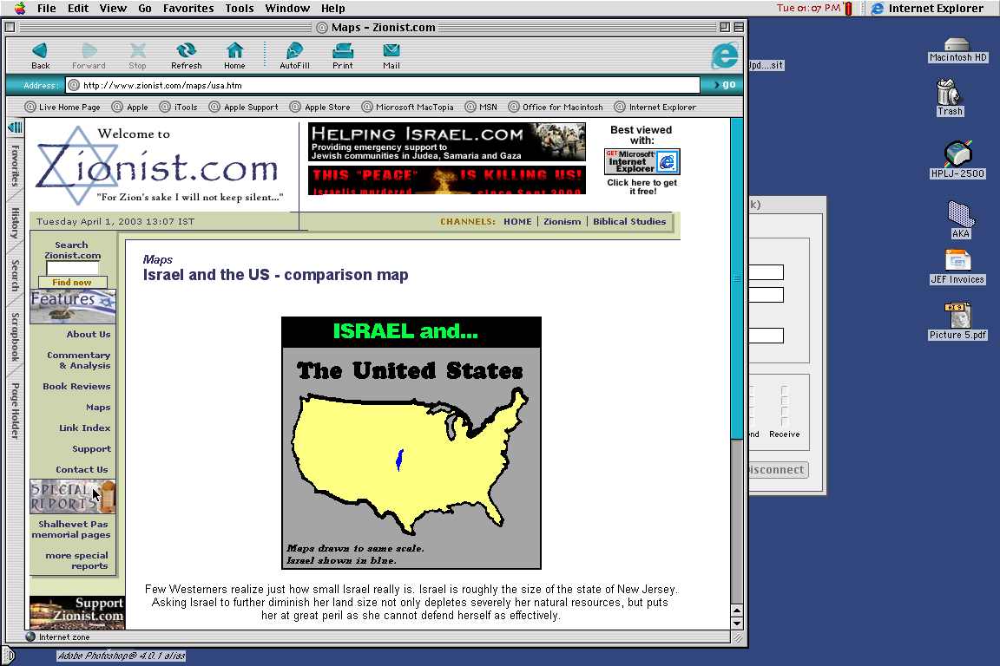 File Edit View Go Favorites Tools Window Help
Tue 01:07 PM
Internet Explorer
Maps - Zionist.com
Back Forward Stop Refresh Home AutoFill Print Mail
Address: http://www.zionist.com/maps/usa.htm
go
Live Home Page Apple iTools Apple Support Apple Store Microsoft MacTopia MSN Office for Macintosh Internet Explorer
Favorites
History
Search
Scrapbook
Page Holder
Welcome to
Zionist.com
"For Zion's sake I will not keep silent..."
HELPING ISRAEL.COM
Providing emergency support to
Jewish communities in Judea, Samaria and Gaza
THIS "PEACE" IS KILLING US!
Israelis murdered since Sept 2000
Best viewed
with:
GET Microsoft
Internet
Explorer
Click here to get
it free!
Tuesday April 1, 2003 13:07 IST
CHANNELS: HOME | Zionism | Biblical Studies
Search
Zionist.com
Find now
Features
About Us
Commentary
& Analysis
Book Reviews
Maps
Link Index
Support
Contact Us
SPECIAL
REPORTS
Shalhevet Pas
memorial pages
more special
reports
Support
Zionist.com
Maps
Israel and the US - comparison map
ISRAEL and...
The United States
Maps drawn to same scale.
Israel shown in blue.
Few Westerners realize just how small Israel really is. Israel is roughly the size of the state of New Jersey.
Asking Israel to further diminish her land size not only depletes severely her natural resources, but puts
her at great peril as she cannot defend herself as effectively.
Internet zone
Adobe Photoshop® 4.0.1 alias
pd....sit
k)
nd Receive
isconnect
Macintosh HD
Trash
HPLJ-2500
AKA
JEF Invoices
AI 9
Picture 5.pdf